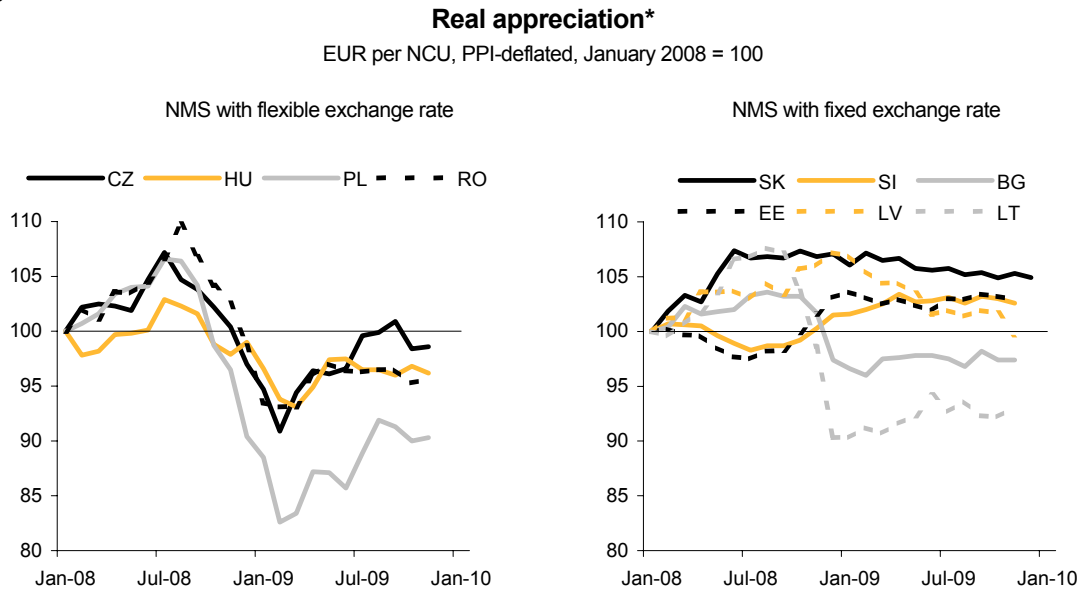 Real appreciation*
EUR per NCU, PPI-deflated, January 2008 = 100
NMS with flexible exchange rate
CZ HU PL RO
110
105
100
95
90
85
80
Jan-08 Jul-08 Jan-09 Jul-09 Jan-10
NMS with fixed exchange rate
SK SI BG
EE LV LT
110
105
100
95
90
85
80
Jan-08 Jul-08 Jan-09 Jul-09 Jan-10